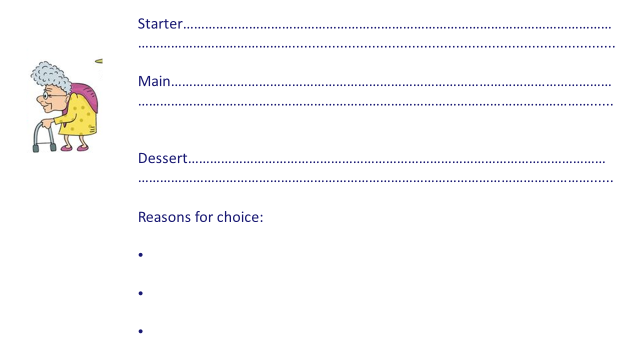 Starter……………………………………………………………………………………………………
………………………………………………………………………………………………………………
Main…………………………………………………………………………………………………………
………………………………………………………………………………………………………………
Dessert……………………………………………………………………………………………………
………………………………………………………………………………………………………………
Reasons for choice:
•
•
•